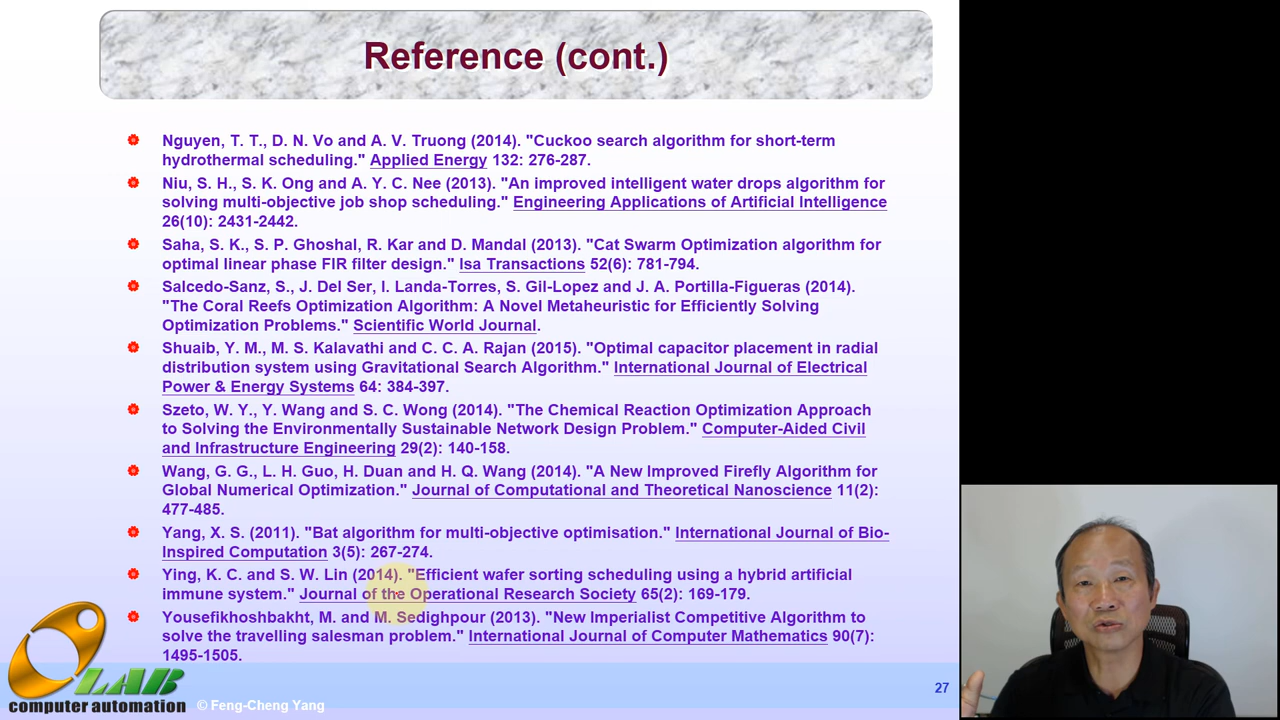 Reference (cont.)
Nguyen, T. T., D. N. Vo and A. V. Truong (2014). "Cuckoo search algorithm for short-term
hydrothermal scheduling." Applied Energy 132: 276-287.
Niu, S. H., S. K. Ong and A. Y. C. Nee (2013). "An improved intelligent water drops algorithm for
solving multi-objective job shop scheduling." Engineering Applications of Artificial Intelligence
26(10): 2431-2442.
Saha, S. K., S. P. Ghoshal, R. Kar and D. Mandal (2013). "Cat Swarm Optimization algorithm for
optimal linear phase FIR filter design." Isa Transactions 52(6): 781-794.
Salcedo-Sanz, S., J. Del Ser, I. Landa-Torres, S. Gil-Lopez and J. A. Portilla-Figueras (2014).
"The Coral Reefs Optimization Algorithm: A Novel Metaheuristic for Efficiently Solving
Optimization Problems." Scientific World Journal.
Shuaib, Y. M., M. S. Kalavathi and C. C. A. Rajan (2015). "Optimal capacitor placement in radial
distribution system using Gravitational Search Algorithm." International Journal of Electrical
Power & Energy Systems 64: 384-397.
Szeto, W. Y., Y. Wang and S. C. Wong (2014). "The Chemical Reaction Optimization Approach
to Solving the Environmentally Sustainable Network Design Problem." Computer-Aided Civil
and Infrastructure Engineering 29(2): 140-158.
Wang, G. G., L. H. Guo, H. Duan and H. Q. Wang (2014). "A New Improved Firefly Algorithm for
Global Numerical Optimization." Journal of Computational and Theoretical Nanoscience 11(2):
477-485.
Yang, X. S. (2011). "Bat algorithm for multi-objective optimisation." International Journal of Bio-
Inspired Computation 3(5): 267-274.
Ying, K. C. and S. W. Lin (2014). "Efficient wafer sorting scheduling using a hybrid artificial
immune system." Journal of the Operational Research Society 65(2): 169-179.
Yousefikhoshbakht, M. and M. Sedighpour (2013). "New Imperialist Competitive Algorithm to
solve the travelling salesman problem." International Journal of Computer Mathematics 90(7):
1495-1505.
LAB
computer automation
© Feng-Cheng Yang
27